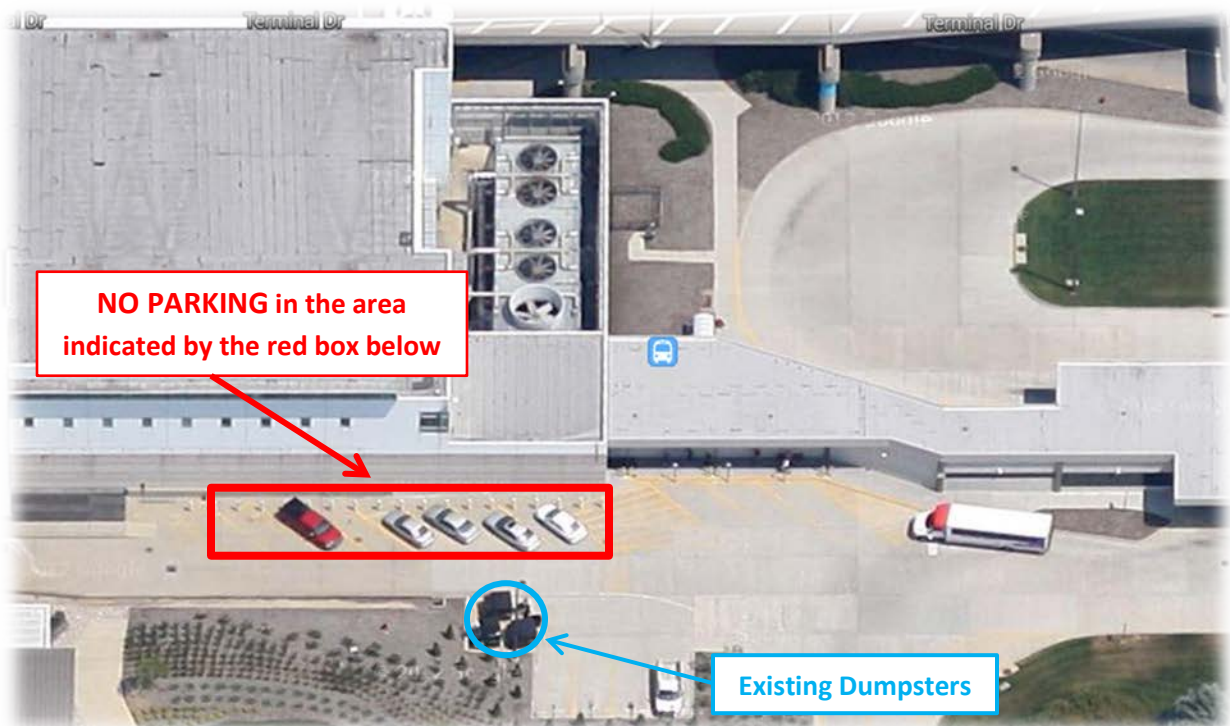 Terminal Dr
Terminal Dr
NO PARKING in the area
indicated by the red box below
Existing Dumpsters